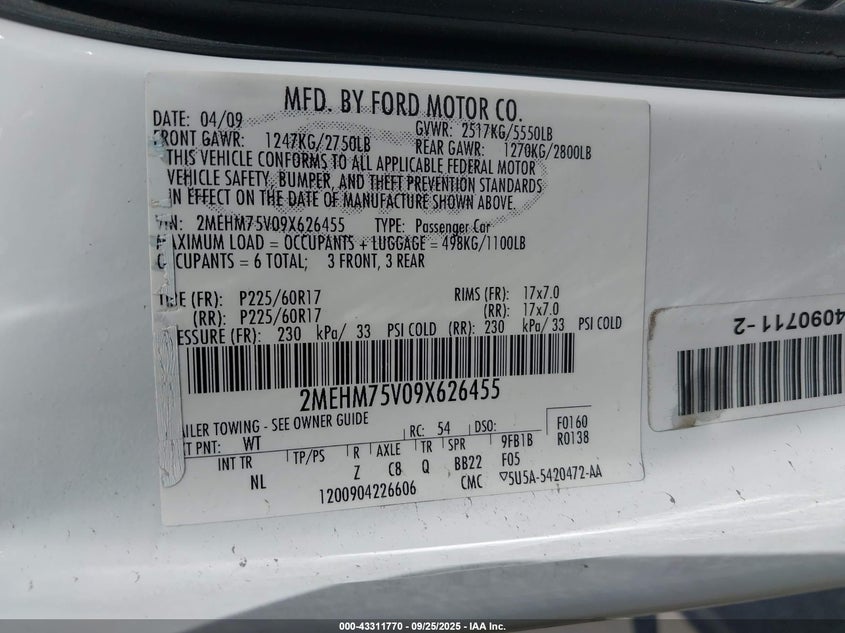 MFD. BY FORD MOTOR CO.
DATE: 04/09 GVWR: 2517KG/5550LB
FRONT GAWR: 1247KG/2750LB REAR GAWR: 1270KG/2800LB
THIS VEHICLE CONFORMS TO ALL APPLICABLE FEDERAL MOTOR
VEHICLE SAFETY, BUMPER, AND THEFT PREVENTION STANDARDS
IN EFFECT ON THE DATE OF MANUFACTURE SHOWN ABOVE.
VIN: 2MEHM75V09X626455 TYPE: Passenger Car
MAXIMUM LOAD = OCCUPANTS + LUGGAGE = 498KG/1100LB
OCCUPANTS = 6 TOTAL; 3 FRONT, 3 REAR
TIRE (FR): P225/60R17 RIMS (FR): 17x7.0
(RR): P225/60R17 (RR): 17x7.0
PRESSURE (FR): 230 kPa/ 33 PSI COLD (RR): 230 kPa/ 33 PSI COLD
2MEHM75V09X626455
AILER TOWING - SEE OWNER GUIDE
T PNT: WT RC: 54 DSO: F0160
R0138
INT TR TP/PS R AXLE TR SPR 9FB1B
NL Z C8 Q BB22 F05
1200904226606 CMC 5U5A-5420472-AA
4090711-2
000-43311770 - 09/25/2025 - IAA Inc.